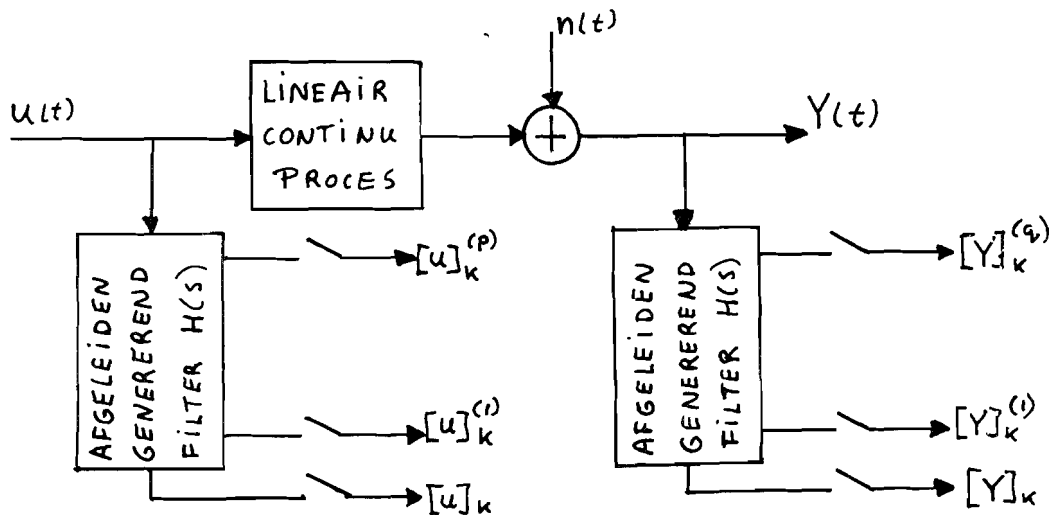 n(t)
u(t)
LINEAIR
CONTINU
PROCES
+
Y(t)
AFGELEIDEN
GENEREREND
FILTER H(s)
[u]_k^(p)
[u]_k^(1)
[u]_k
AFGELEIDEN
GENEREREND
FILTER H(s)
[Y]_k^(q)
[Y]_k^(1)
[Y]_k